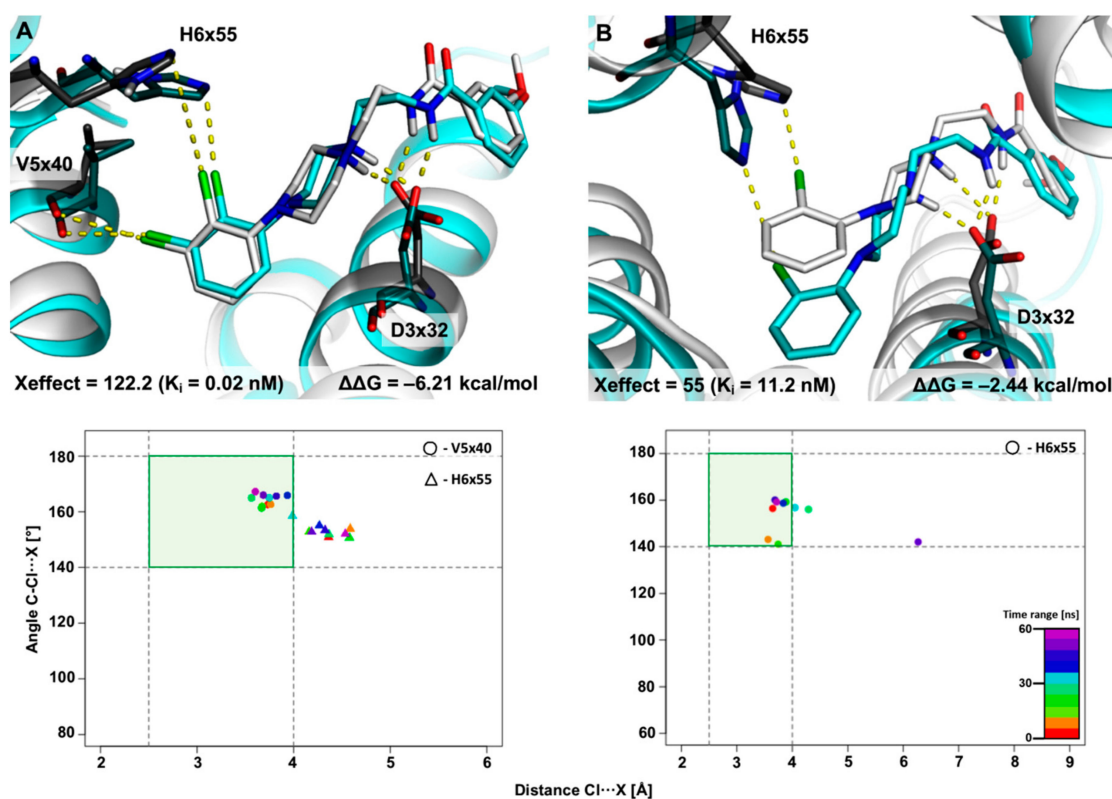 A
H6x55
V5x40
D3x32
Xeffect = 122.2 (Ki = 0.02 nM)
ΔΔG = –6.21 kcal/mol
B
H6x55
D3x32
Xeffect = 55 (Ki = 11.2 nM)
ΔΔG = –2.44 kcal/mol
Angle C-Cl···X [°]
180
160
140
120
100
80
2
3
4
5
6
- V5x40
- H6x55
180
160
140
120
100
80
60
2
3
4
5
6
7
8
9
- H6x55
Time range [ns]
60
30
0
Distance Cl···X [Å]